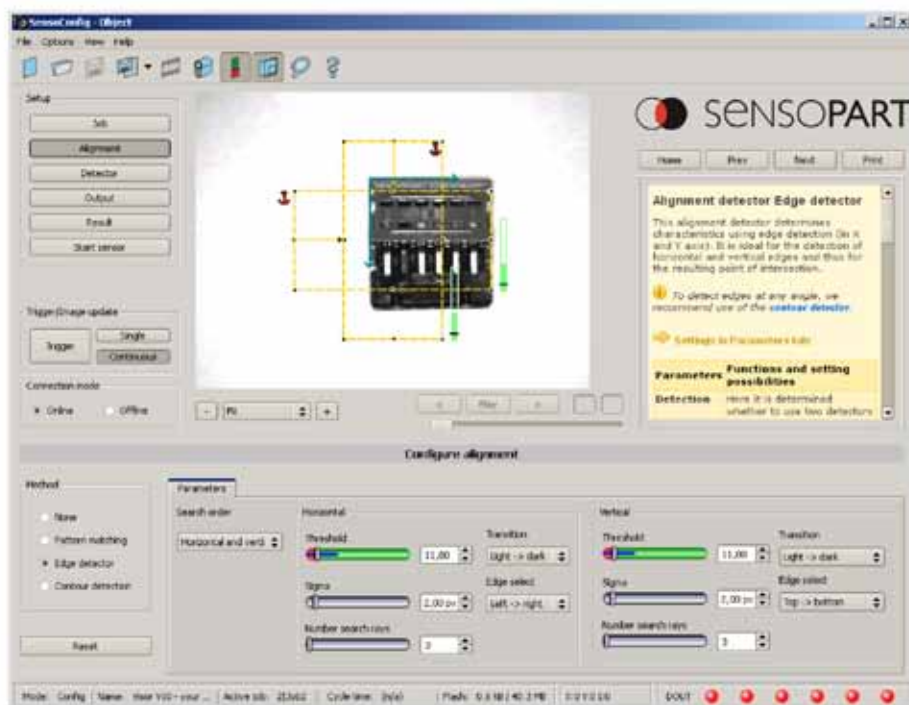 SensoConfig - Object
File Options View Help
Setup
Job
Alignment
Detector
Output
Result
Start sensor
Trigger/Image update
Trigger
Single
Continuous
Connection mode
Online Offline
- Fit +
Play
SENSOPART
Home Prev Next Print
Alignment detector Edge detector
This alignment detector determines
characteristics using edge detection (in X
and Y axis). It is ideal for the detection of
horizontal and vertical edges and thus for
the resulting point of intersection.
To detect edges at any angle, we
recommend use of the contour detector.
Settings in Parameters tab:
Parameters Functions and setting
possibilities
Detection Here it is determined
whether to use two detectors
Configure alignment
Method
None
Pattern matching
Edge detector
Contour detection
Reset
Parameters
Search order
Horizontal and verti
Horizontal
Threshold
11,00
Transition
Light -> dark
Sigma
2,00 px
Edge select
Left -> right
Number search rays
3
Vertical
Threshold
11,00
Transition
Light -> dark
Sigma
2,00 px
Edge select
Top -> bottom
Number search rays
3
Mode: Config Name: - your ... Active job: Cycle time: (n/a) Flash: DOUT